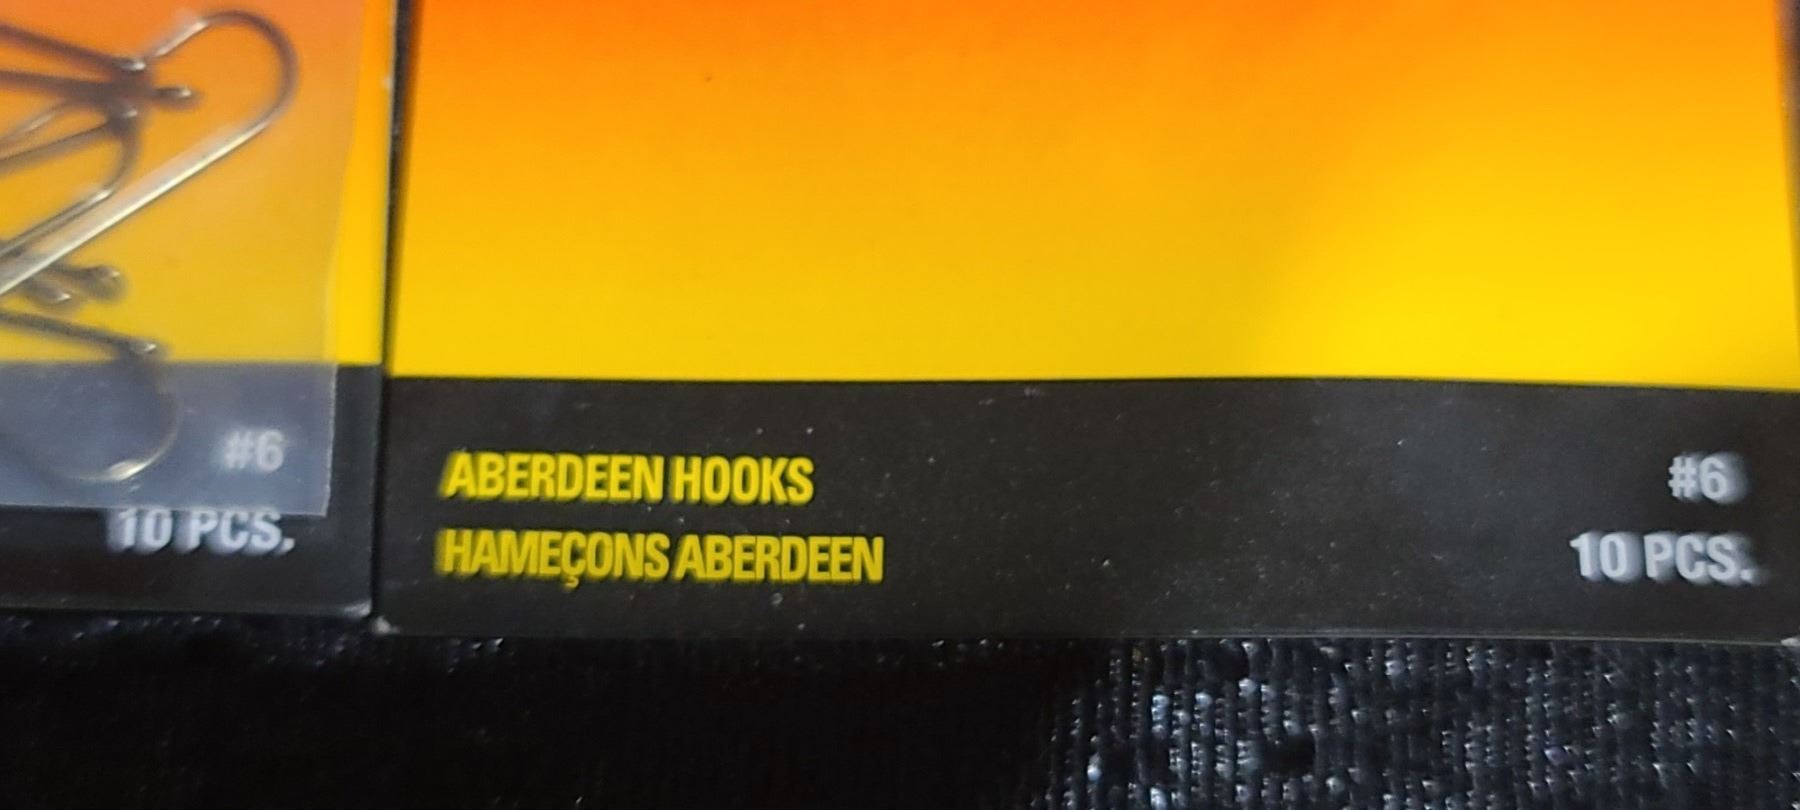 #6
10 PCS.
ABERDEEN HOOKS
HAMEÇONS ABERDEEN
#6
10 PCS.